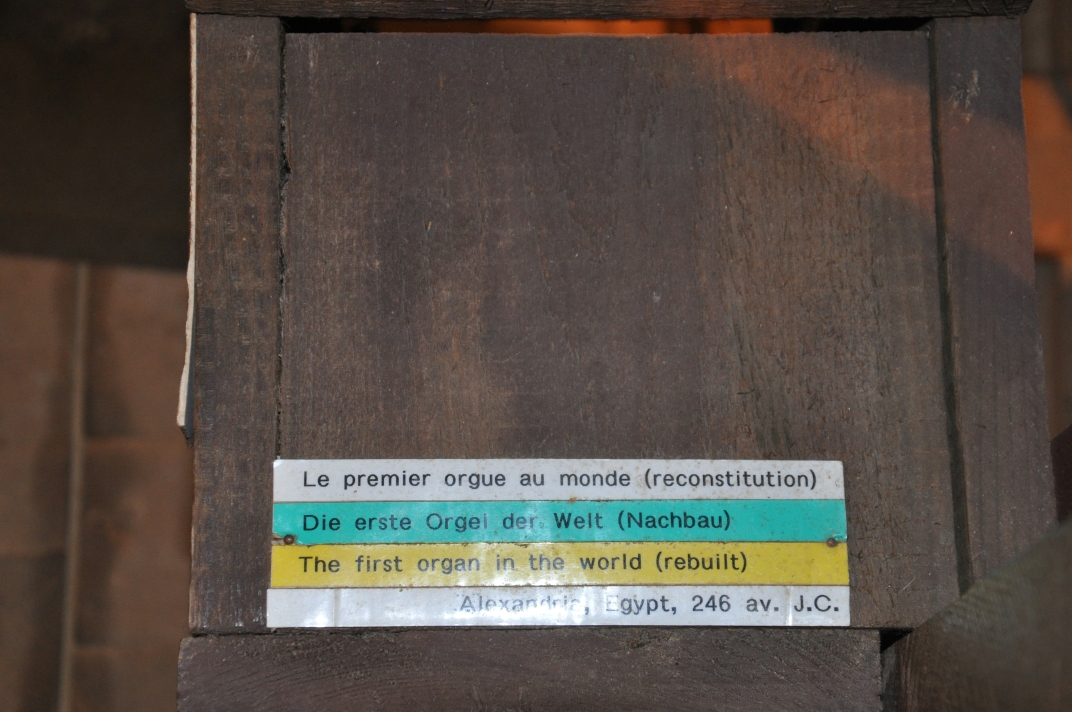 Le premier orgue au monde (reconstitution)
Die erste Orgel der Welt (Nachbau)
The first organ in the world (rebuilt)
Alexandria, Egypt, 246 av. J.C.